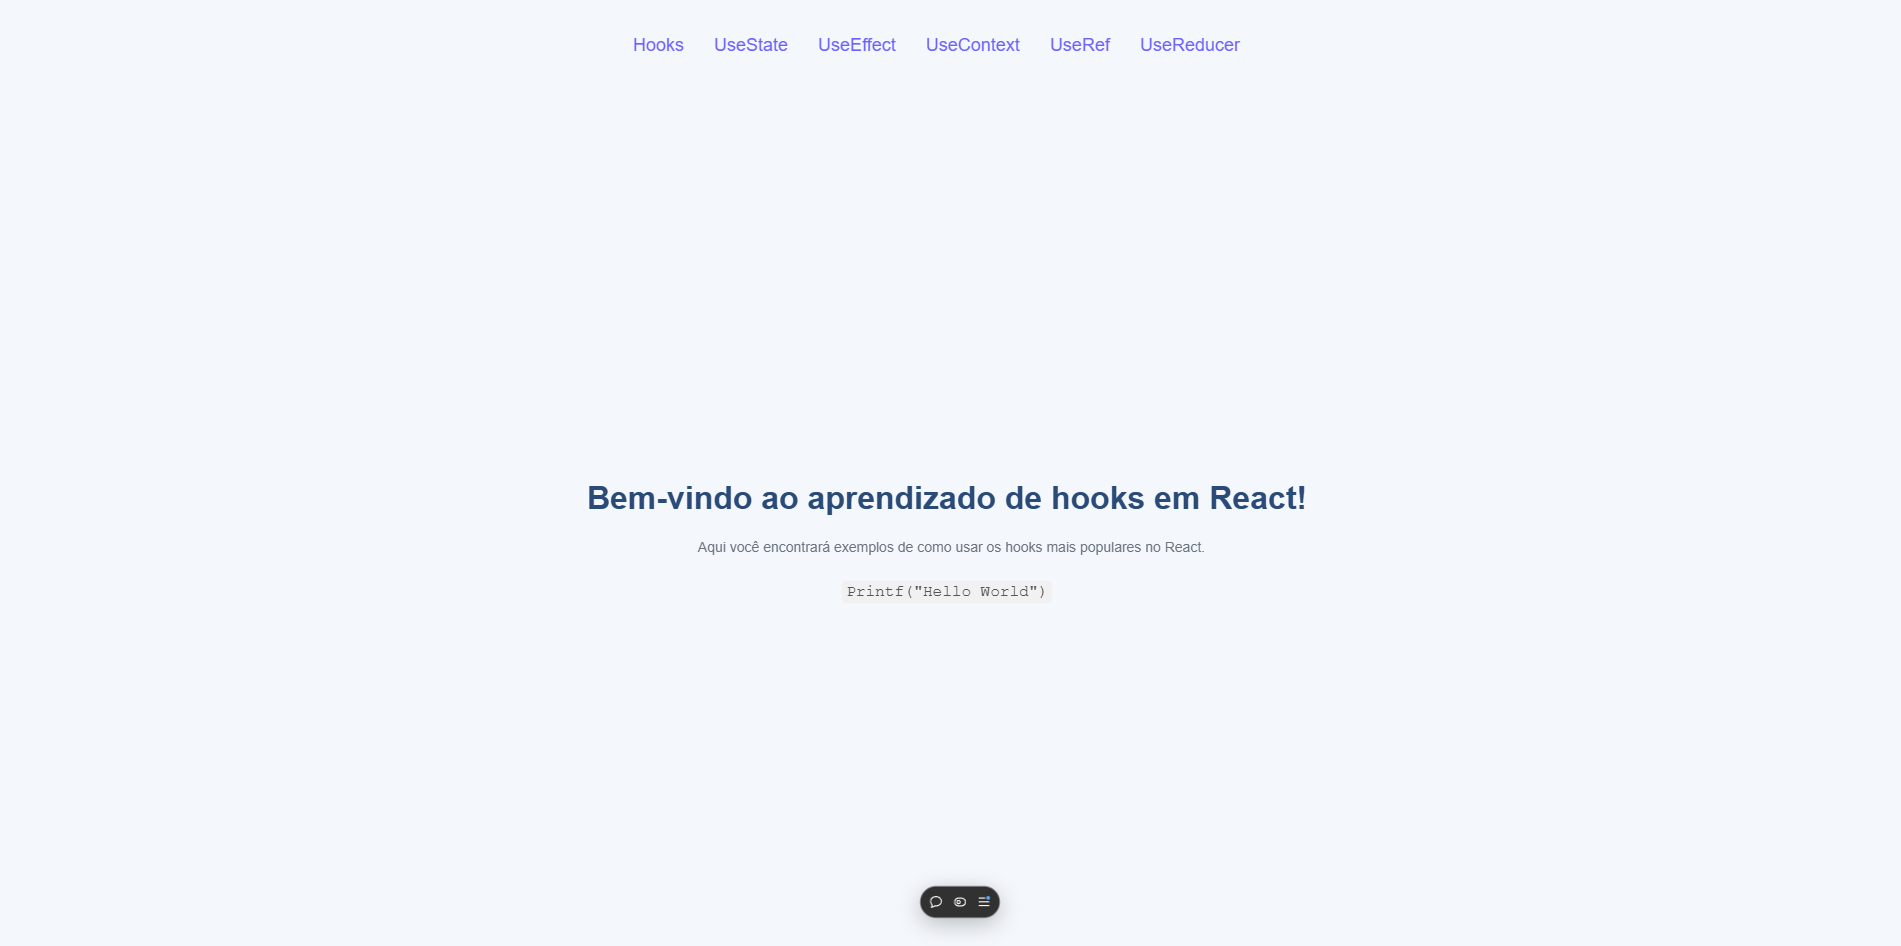 Hooks UseState UseEffect UseContext UseRef UseReducer
Bem-vindo ao aprendizado de hooks em React!
Aqui você encontrará exemplos de como usar os hooks mais populares no React.
Printf("Hello World")